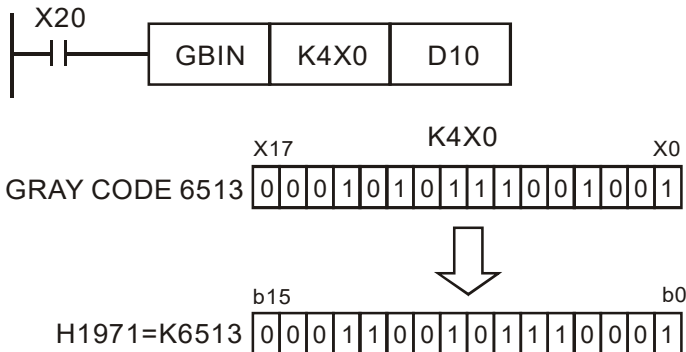 X20
GBIN K4X0 D10
K4X0
X17 X0
GRAY CODE 6513 0 0 0 1 0 1 0 1 1 1 0 0 1 0 0 1
b15 b0
H1971=K6513 0 0 0 1 1 0 0 1 0 1 1 1 0 0 0 1